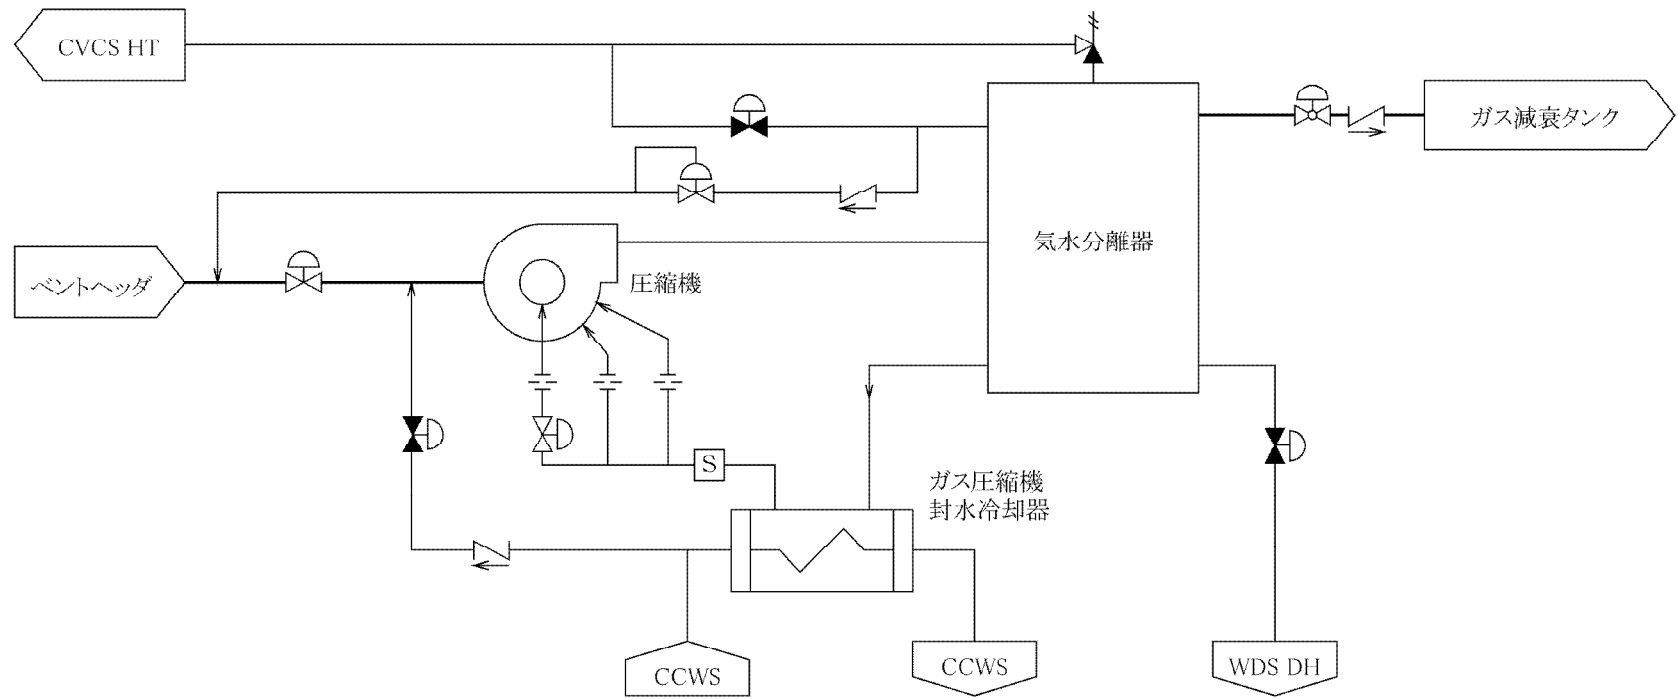 CVCS HT
ガス減衰タンク
気水分離器
ベントヘッダ
圧縮機
S
ガス圧縮機
封水冷却器
CCWS
CCWS
WDS DH